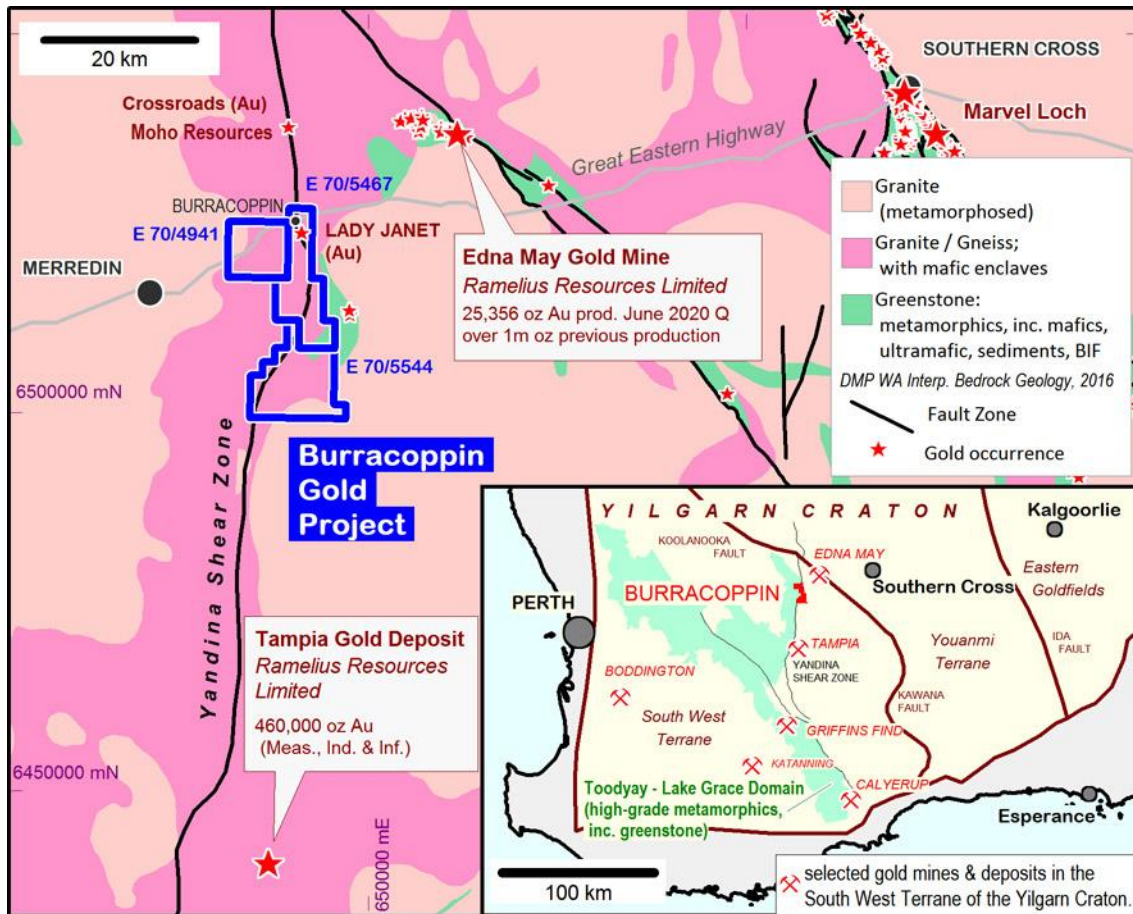 20 km
SOUTHERN CROSS
Crossroads (Au)
Moho Resources
Marvel Loch
Great Eastern Highway
E 70/5467
BURRACOPPIN
E 70/4941
LADY JANET
(Au)
MERREDIN
Edna May Gold Mine
Ramelius Resources Limited
25,356 oz Au prod. June 2020 Q
over 1m oz previous production
Granite
(metamorphosed)
Granite / Gneiss;
with mafic enclaves
Greenstone:
metamorphics, inc. mafics,
ultramafic, sediments, BIF
DMP WA Interp. Bedrock Geology, 2016
Fault Zone
Gold occurrence
E 70/5544
6500000 mN
Burracoppin
Gold
Project
Yandina Shear Zone
Tampia Gold Deposit
Ramelius Resources
Limited
460,000 oz Au
(Meas., Ind. & Inf.)
6450000 mN
650000 mE
YILGARN CRATON
KOOLANOOKA
FAULT
EDNA MAY
Kalgoorlie
Southern Cross
Eastern
Goldfields
BURRACOPPIN
PERTH
TAMPIA
YANDINA
SHEAR ZONE
Youanmi
Terrane
IDA
FAULT
BODDINGTON
KAWANA
FAULT
South West
Terrane
GRIFFINS FIND
KATANNING
CALYERUP
Toodyay - Lake Grace Domain
(high-grade metamorphics,
inc. greenstone)
Esperance
100 km
selected gold mines & deposits in the
South West Terrane of the Yilgarn Craton.